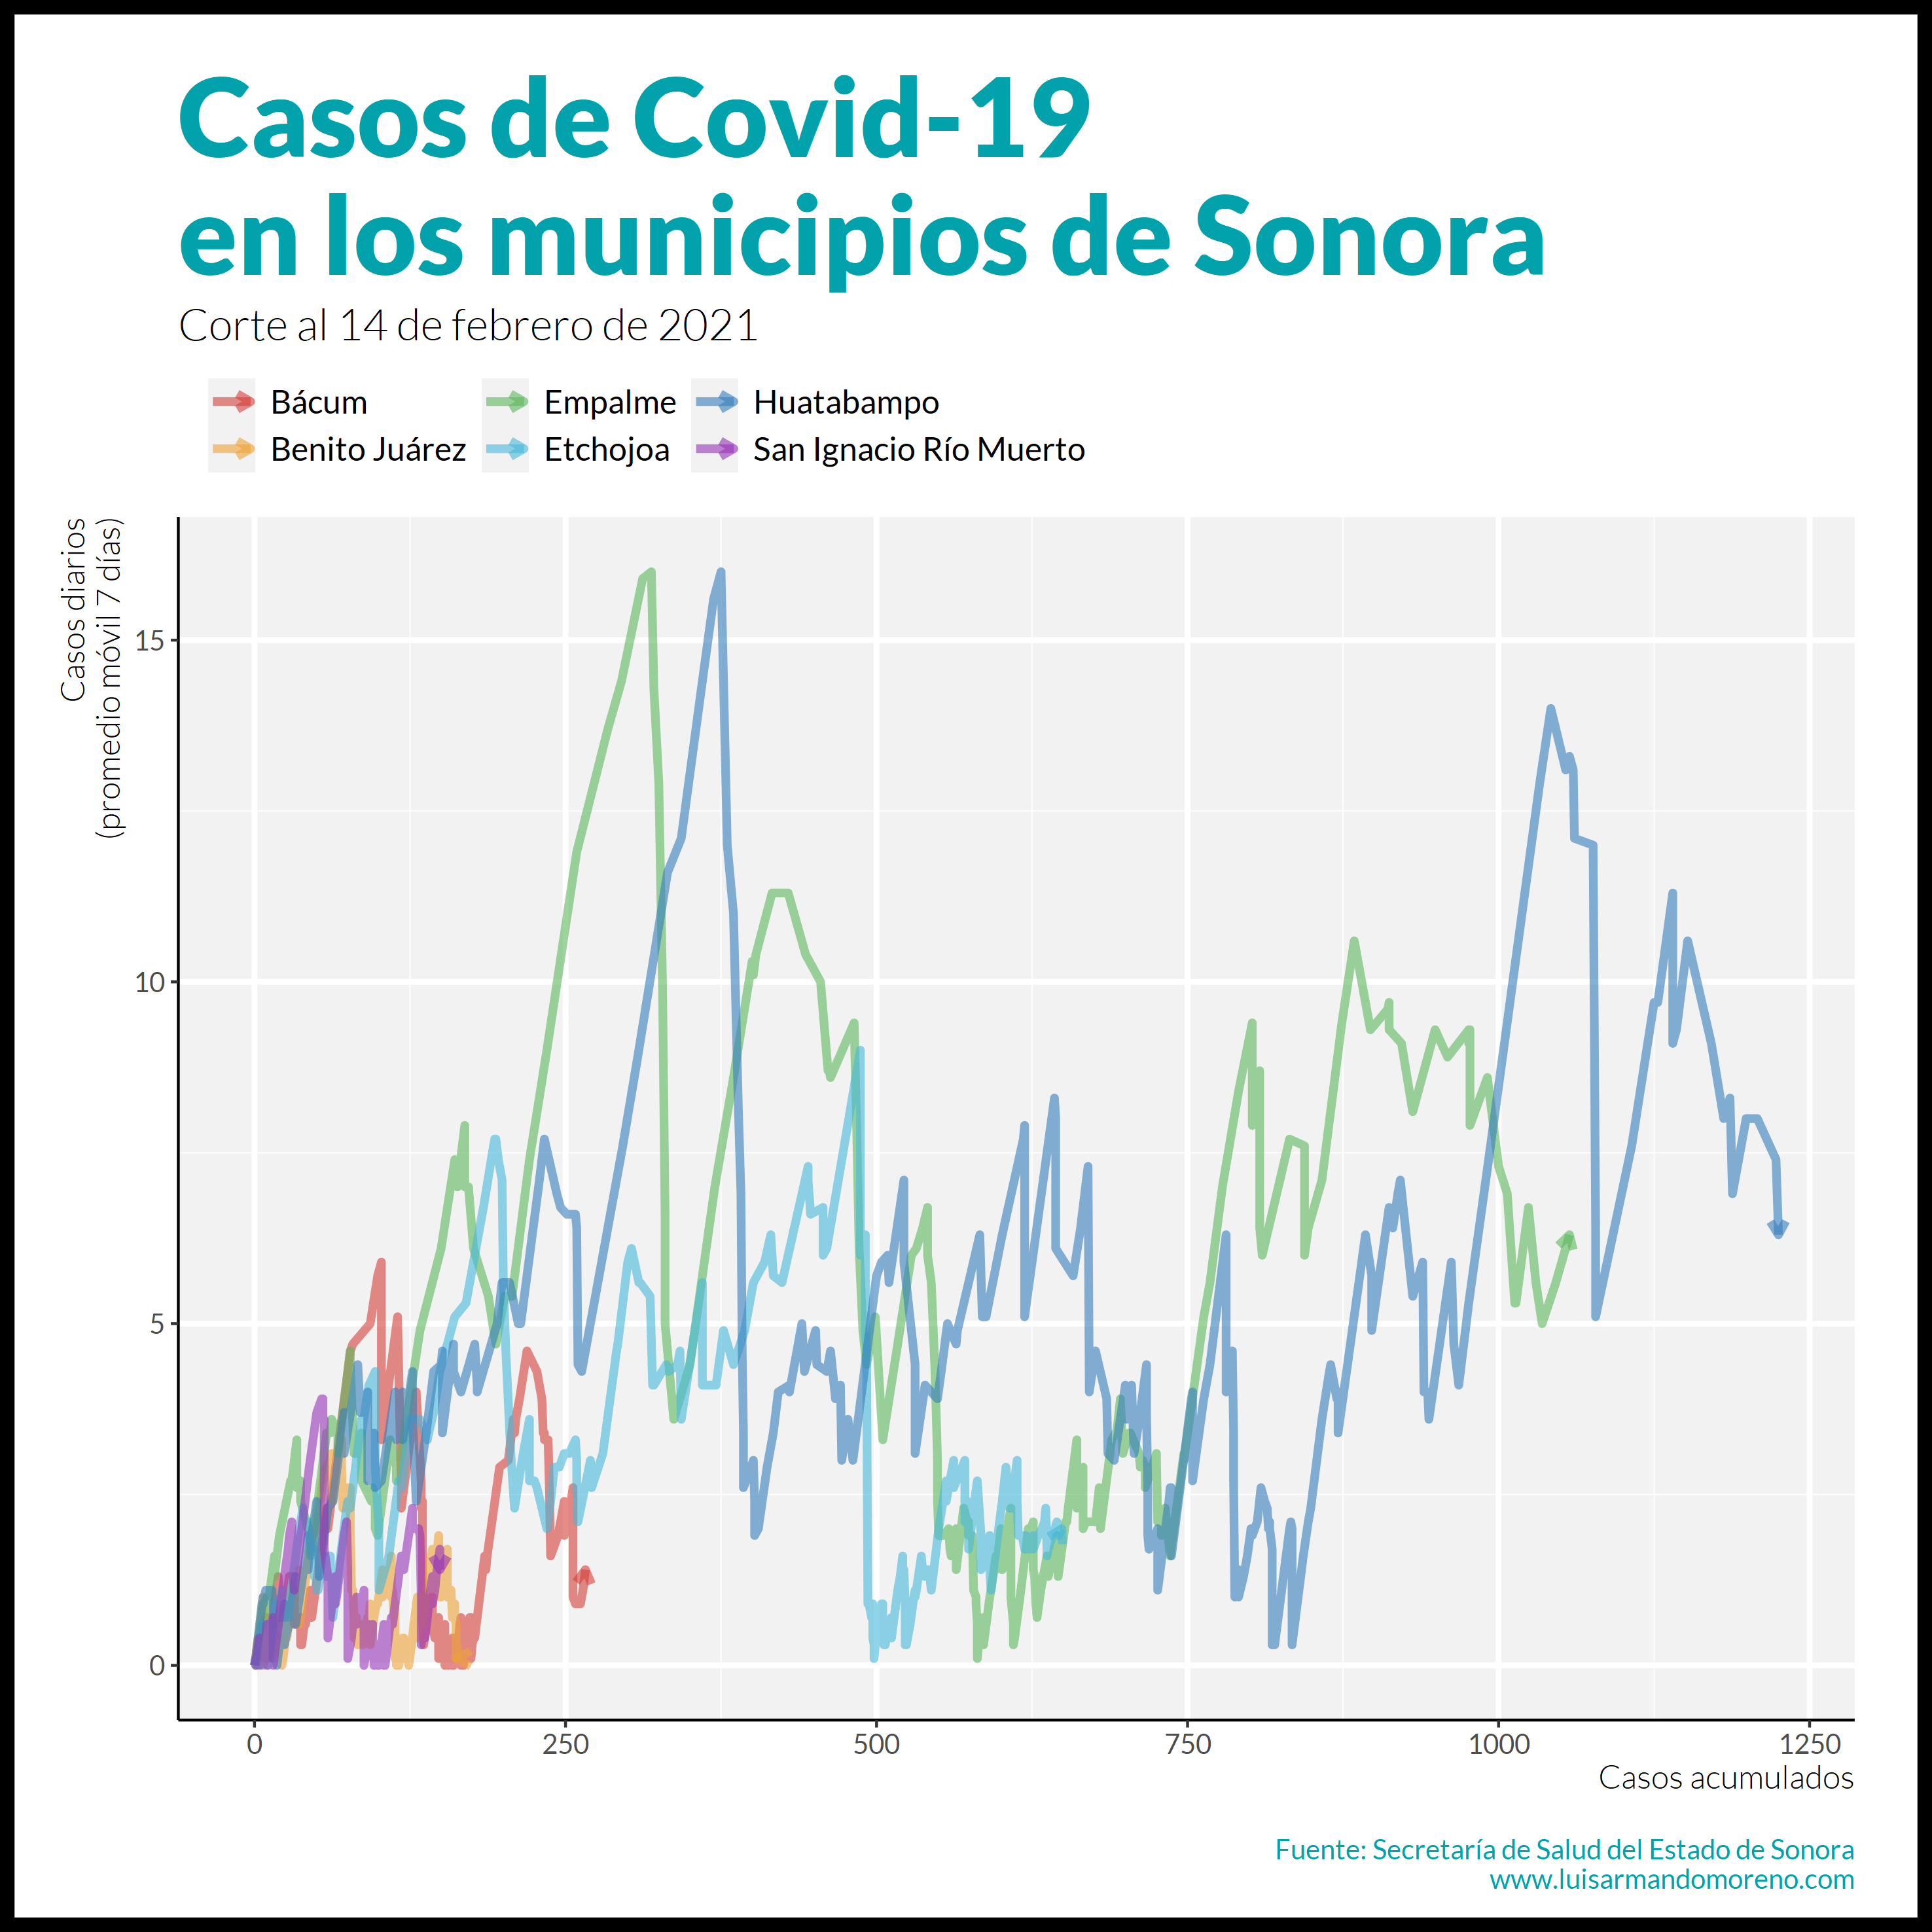 Casos de Covid-19
en los municipios de Sonora
Corte al 14 de febrero de 2021
Bácum
Empalme
Huatabampo
Benito Juárez
Etchojoa
San Ignacio Río Muerto
Casos diarios
(promedio móvil 7 días)
15
10
5
0
0
250
500
750
1000
1250
Casos acumulados
Fuente: Secretaría de Salud del Estado de Sonora
www.luisarmandomoreno.com